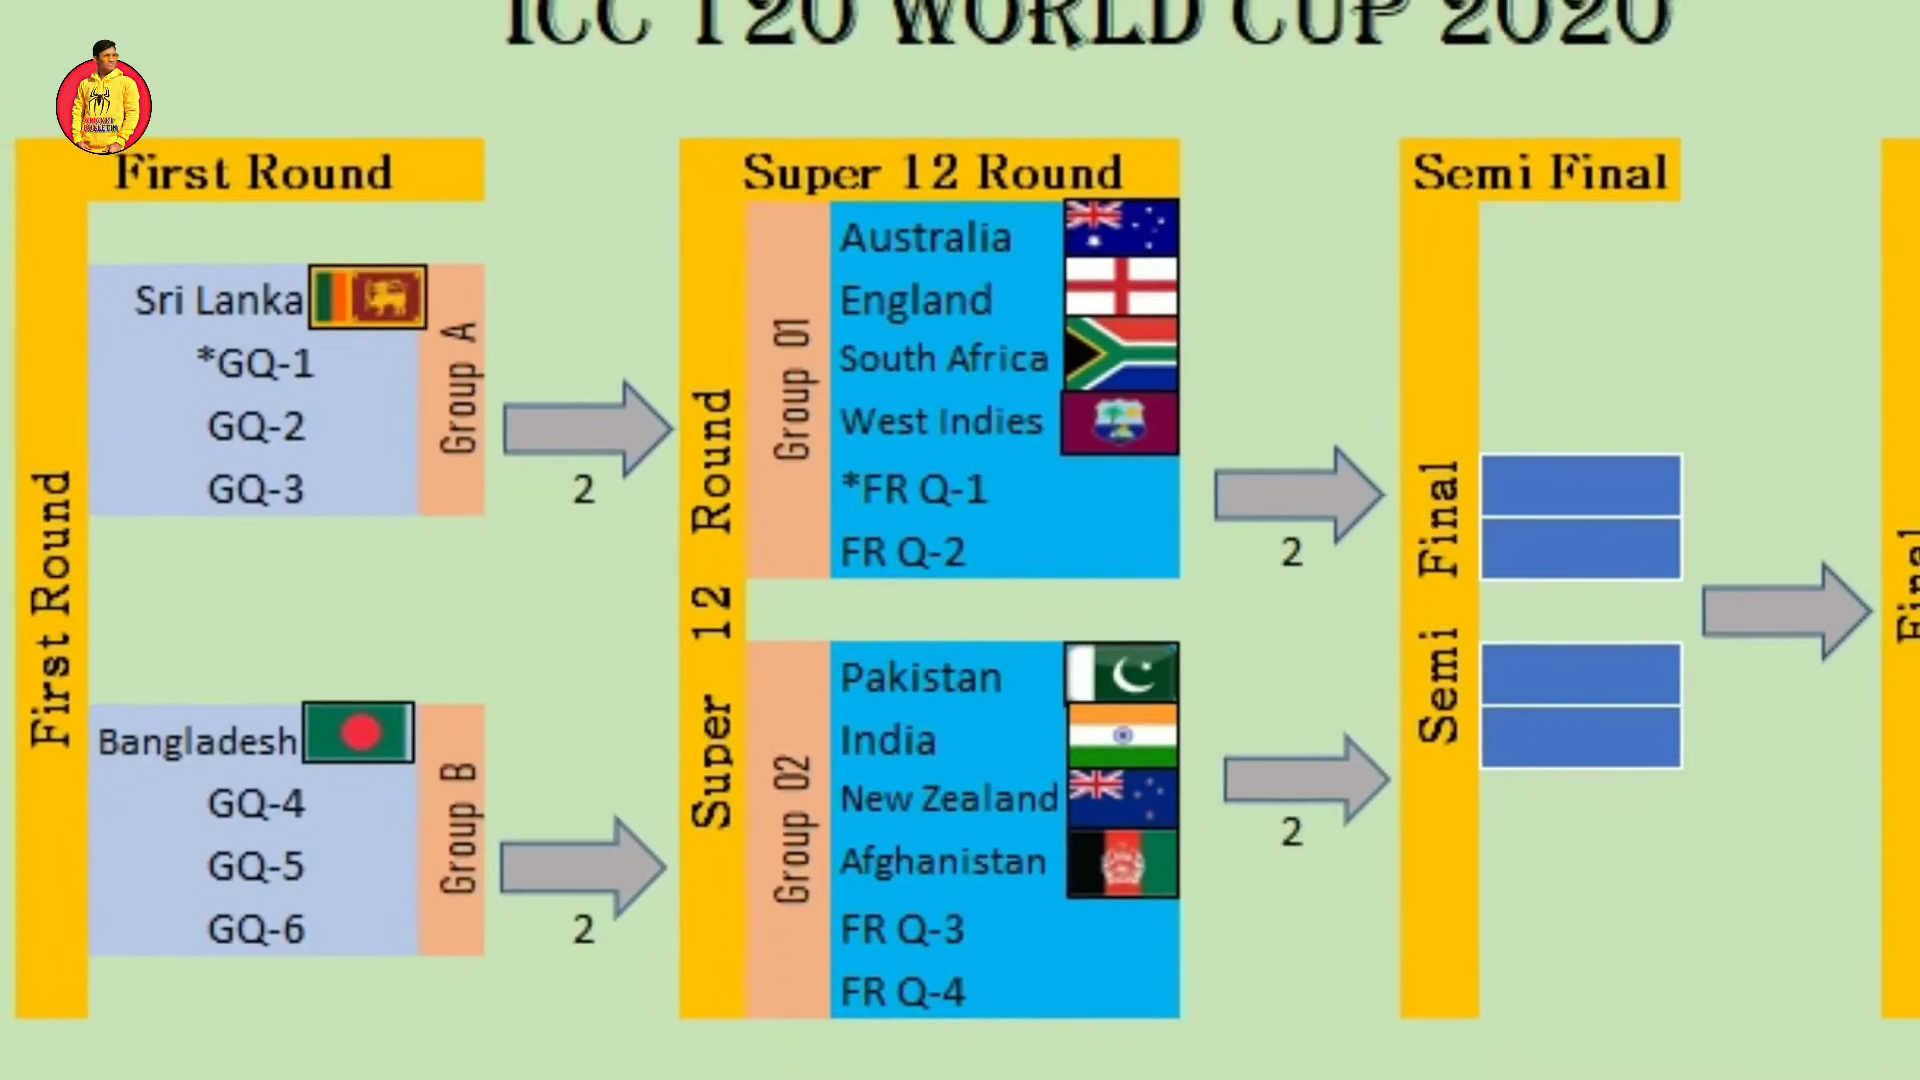 ICC T20 WORLD CUP 2020
CRICKET
BULLETIN
First Round
First Round
Sri Lanka
*GQ-1
GQ-2
GQ-3
Group A
2
Bangladesh
GQ-4
GQ-5
GQ-6
Group B
2
Super 12 Round
Super 12 Round
Group 01
Australia
England
South Africa
West Indies
*FR Q-1
FR Q-2
2
Group 02
Pakistan
India
New Zealand
Afghanistan
FR Q-3
FR Q-4
2
Semi Final
Semi Final
Final